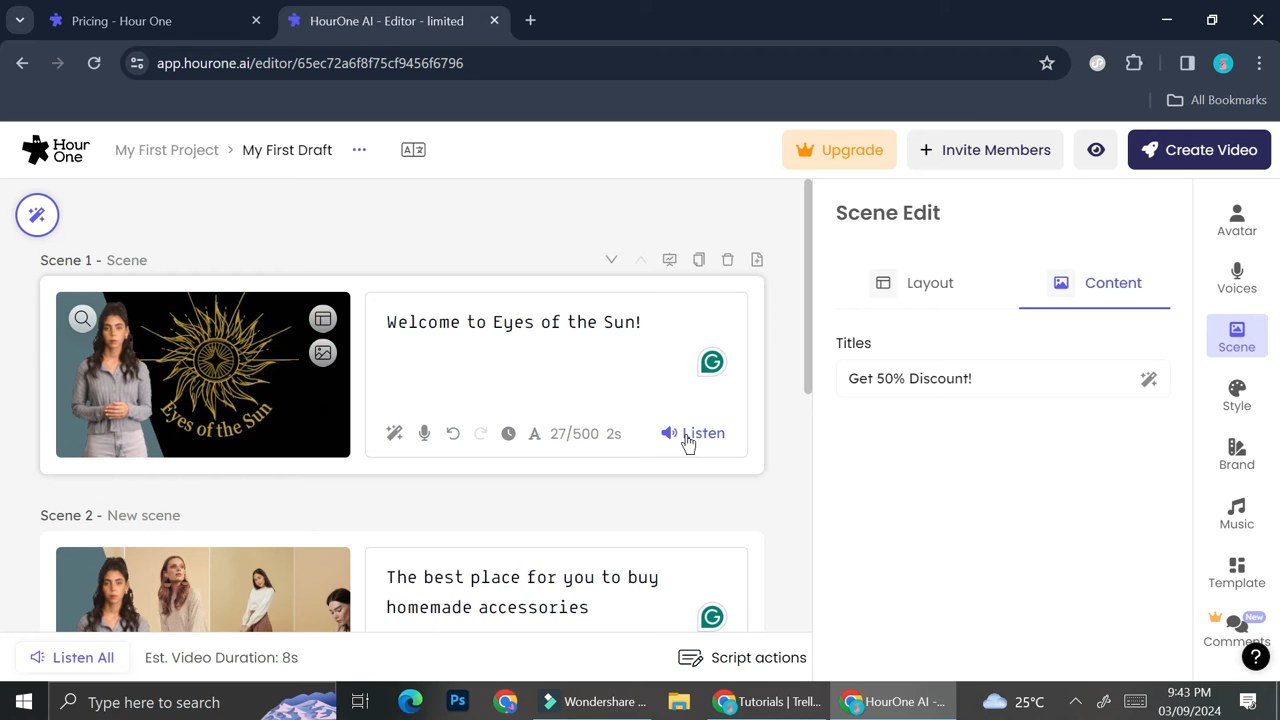 Pricing - Hour One
HourOne AI - Editor - limited
app.hourone.ai/editor/65ec72a6f8f75cf9456f6796
All Bookmarks
Hour One
My First Project > My First Draft
Upgrade
Invite Members
Create Video
Scene 1 - Scene
Eyes of the Sun
Welcome to Eyes of the Sun!
27/500 2s
Listen
Scene 2 - New scene
The best place for you to buy
homemade accessories
Listen All
Est. Video Duration: 8s
Script actions
Scene Edit
Layout
Content
Titles
Get 50% Discount!
Avatar
Voices
Scene
Style
Brand
Music
Template
New
Comments
Type here to search
Ps
Wondershare ...
Tutorials | Trell...
HourOne AI -...
25°C
9:43 PM
03/09/2024